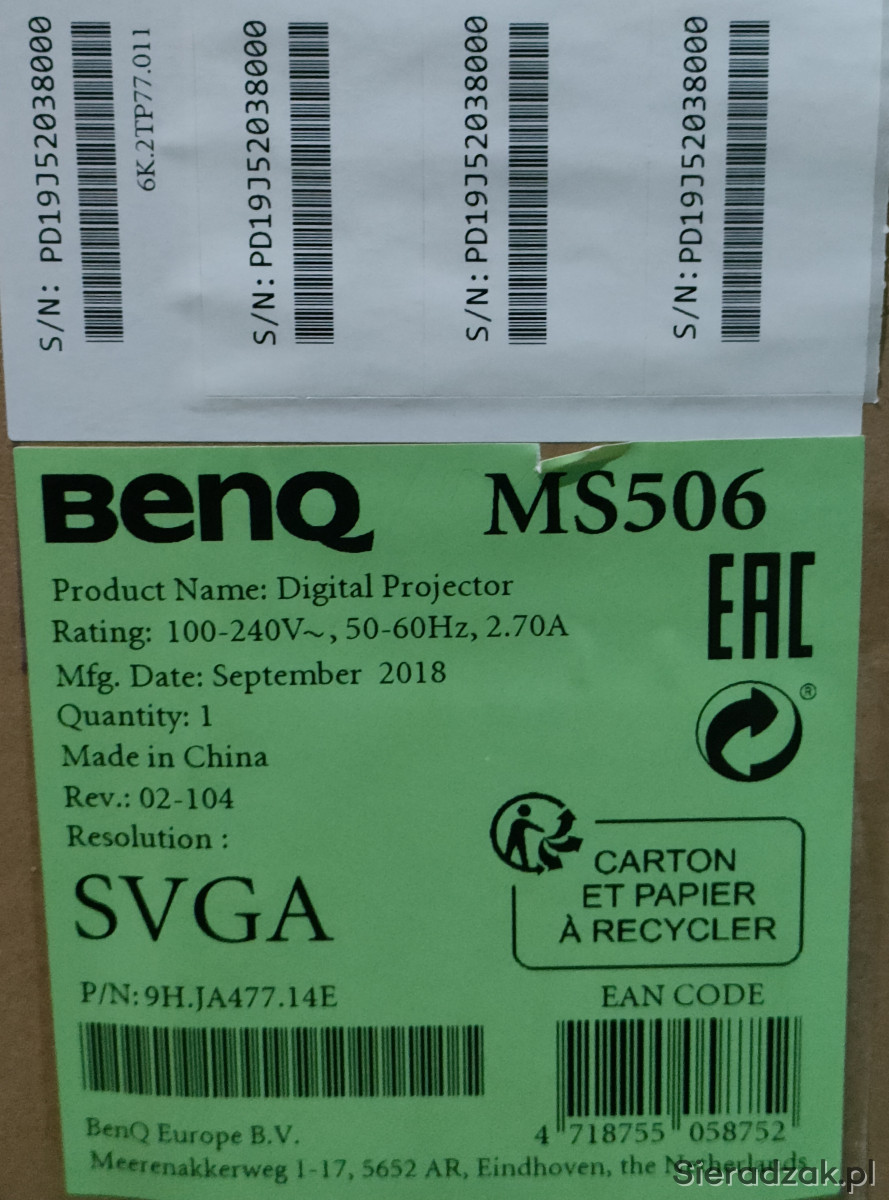 S/N: PD19J52038000
6K.2TP77.011
S/N: PD19J52038000
S/N: PD19J52038000
S/N: PD19J52038000
BenQ MS506
EAC
Product Name: Digital Projector
Rating: 100-240V~, 50-60Hz, 2.70A
Mfg. Date: September 2018
Quantity: 1
®
Made in China
Rev.: 02-104
Resolution :
SVGA
CARTON
ET PAPIER
À RECYCLER
P/N: 9H.JA477.14E
EAN CODE
4 718755 058752
BenQ Europe B.V.
Meerenakkerweg 1-17, 5652 AR, Eindhoven, the Netherlands
Sieradzak.pl